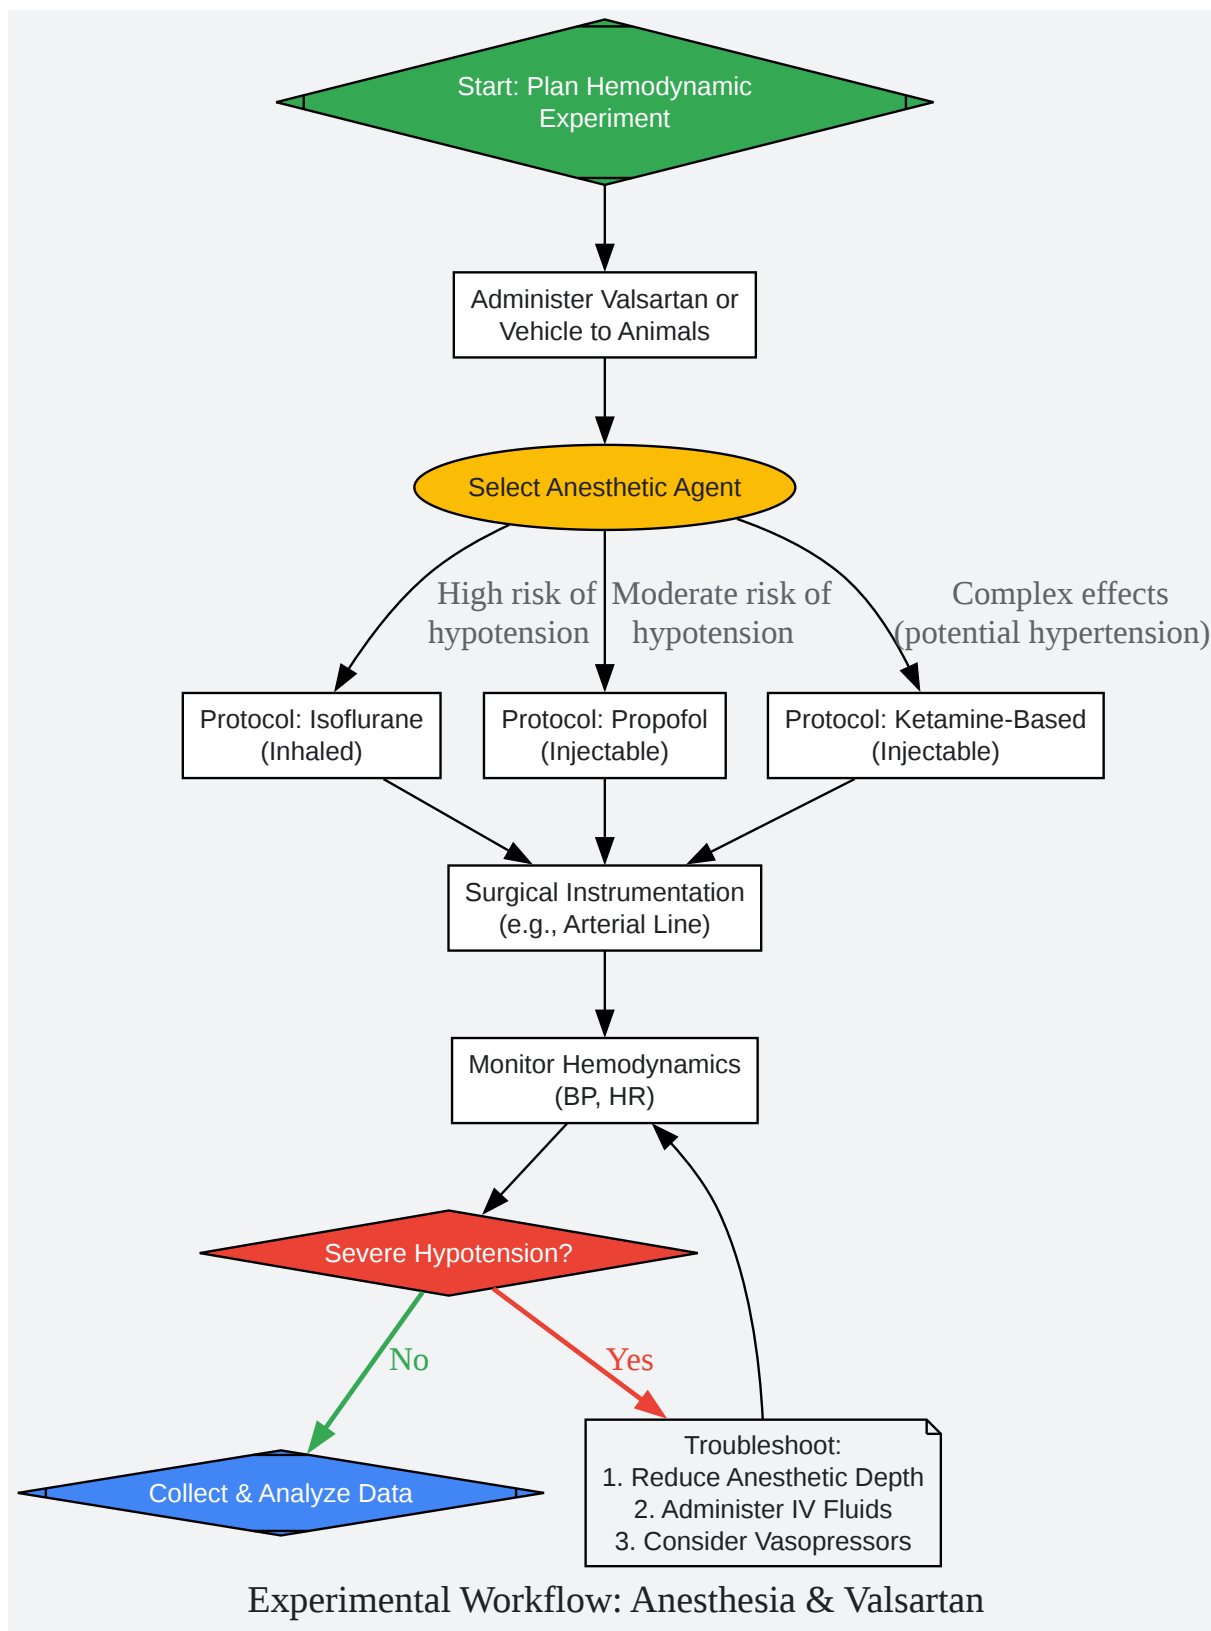 Start: Plan Hemodynamic
Experiment
Administer Valsartan or
Vehicle to Animals
Select Anesthetic Agent
High risk of
hypotension
Moderate risk of
hypotension
Complex effects
(potential hypertension)
Protocol: Isoflurane
(Inhaled)
Protocol: Propofol
(Injectable)
Protocol: Ketamine-Based
(Injectable)
Surgical Instrumentation
(e.g., Arterial Line)
Monitor Hemodynamics
(BP, HR)
Severe Hypotension?
No
Yes
Collect & Analyze Data
Troubleshoot:
1. Reduce Anesthetic Depth
2. Administer IV Fluids
3. Consider Vasopressors
Experimental Workflow: Anesthesia & Valsartan